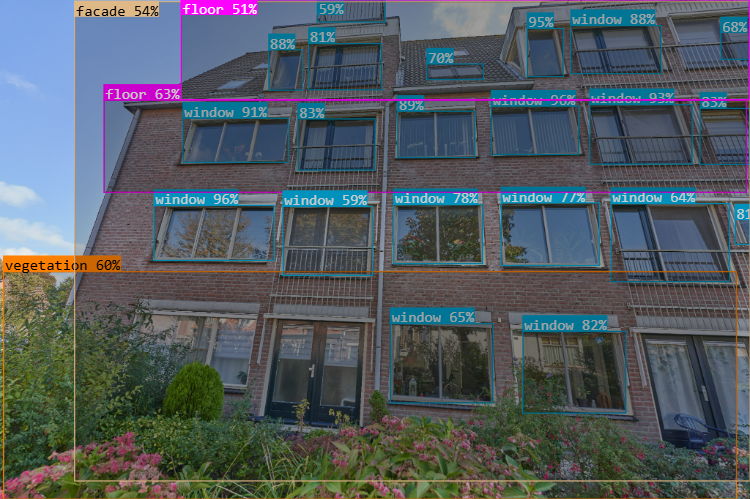 facade 54%
floor 51%
59%
95%
window 88%
68%
88%
81%
70%
floor 63%
window 91%
83%
89%
window 96%
window 93%
83%
window 96%
window 59%
window 78%
window 77%
window 64%
81
vegetation 60%
window 65%
window 82%